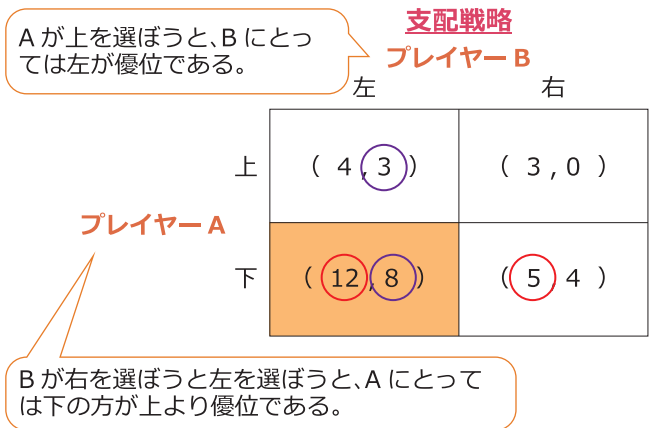 支配戦略
Aが上を選ぼうと、Bにとっ
ては左が優位である。
プレイヤーB
左 右
上 ( 4 , 3 ) ( 3 , 0 )
プレイヤーA
下 ( 12 , 8 ) ( 5 , 4 )
Bが右を選ぼうと左を選ぼうと、Aにとって
は下の方が上より優位である。